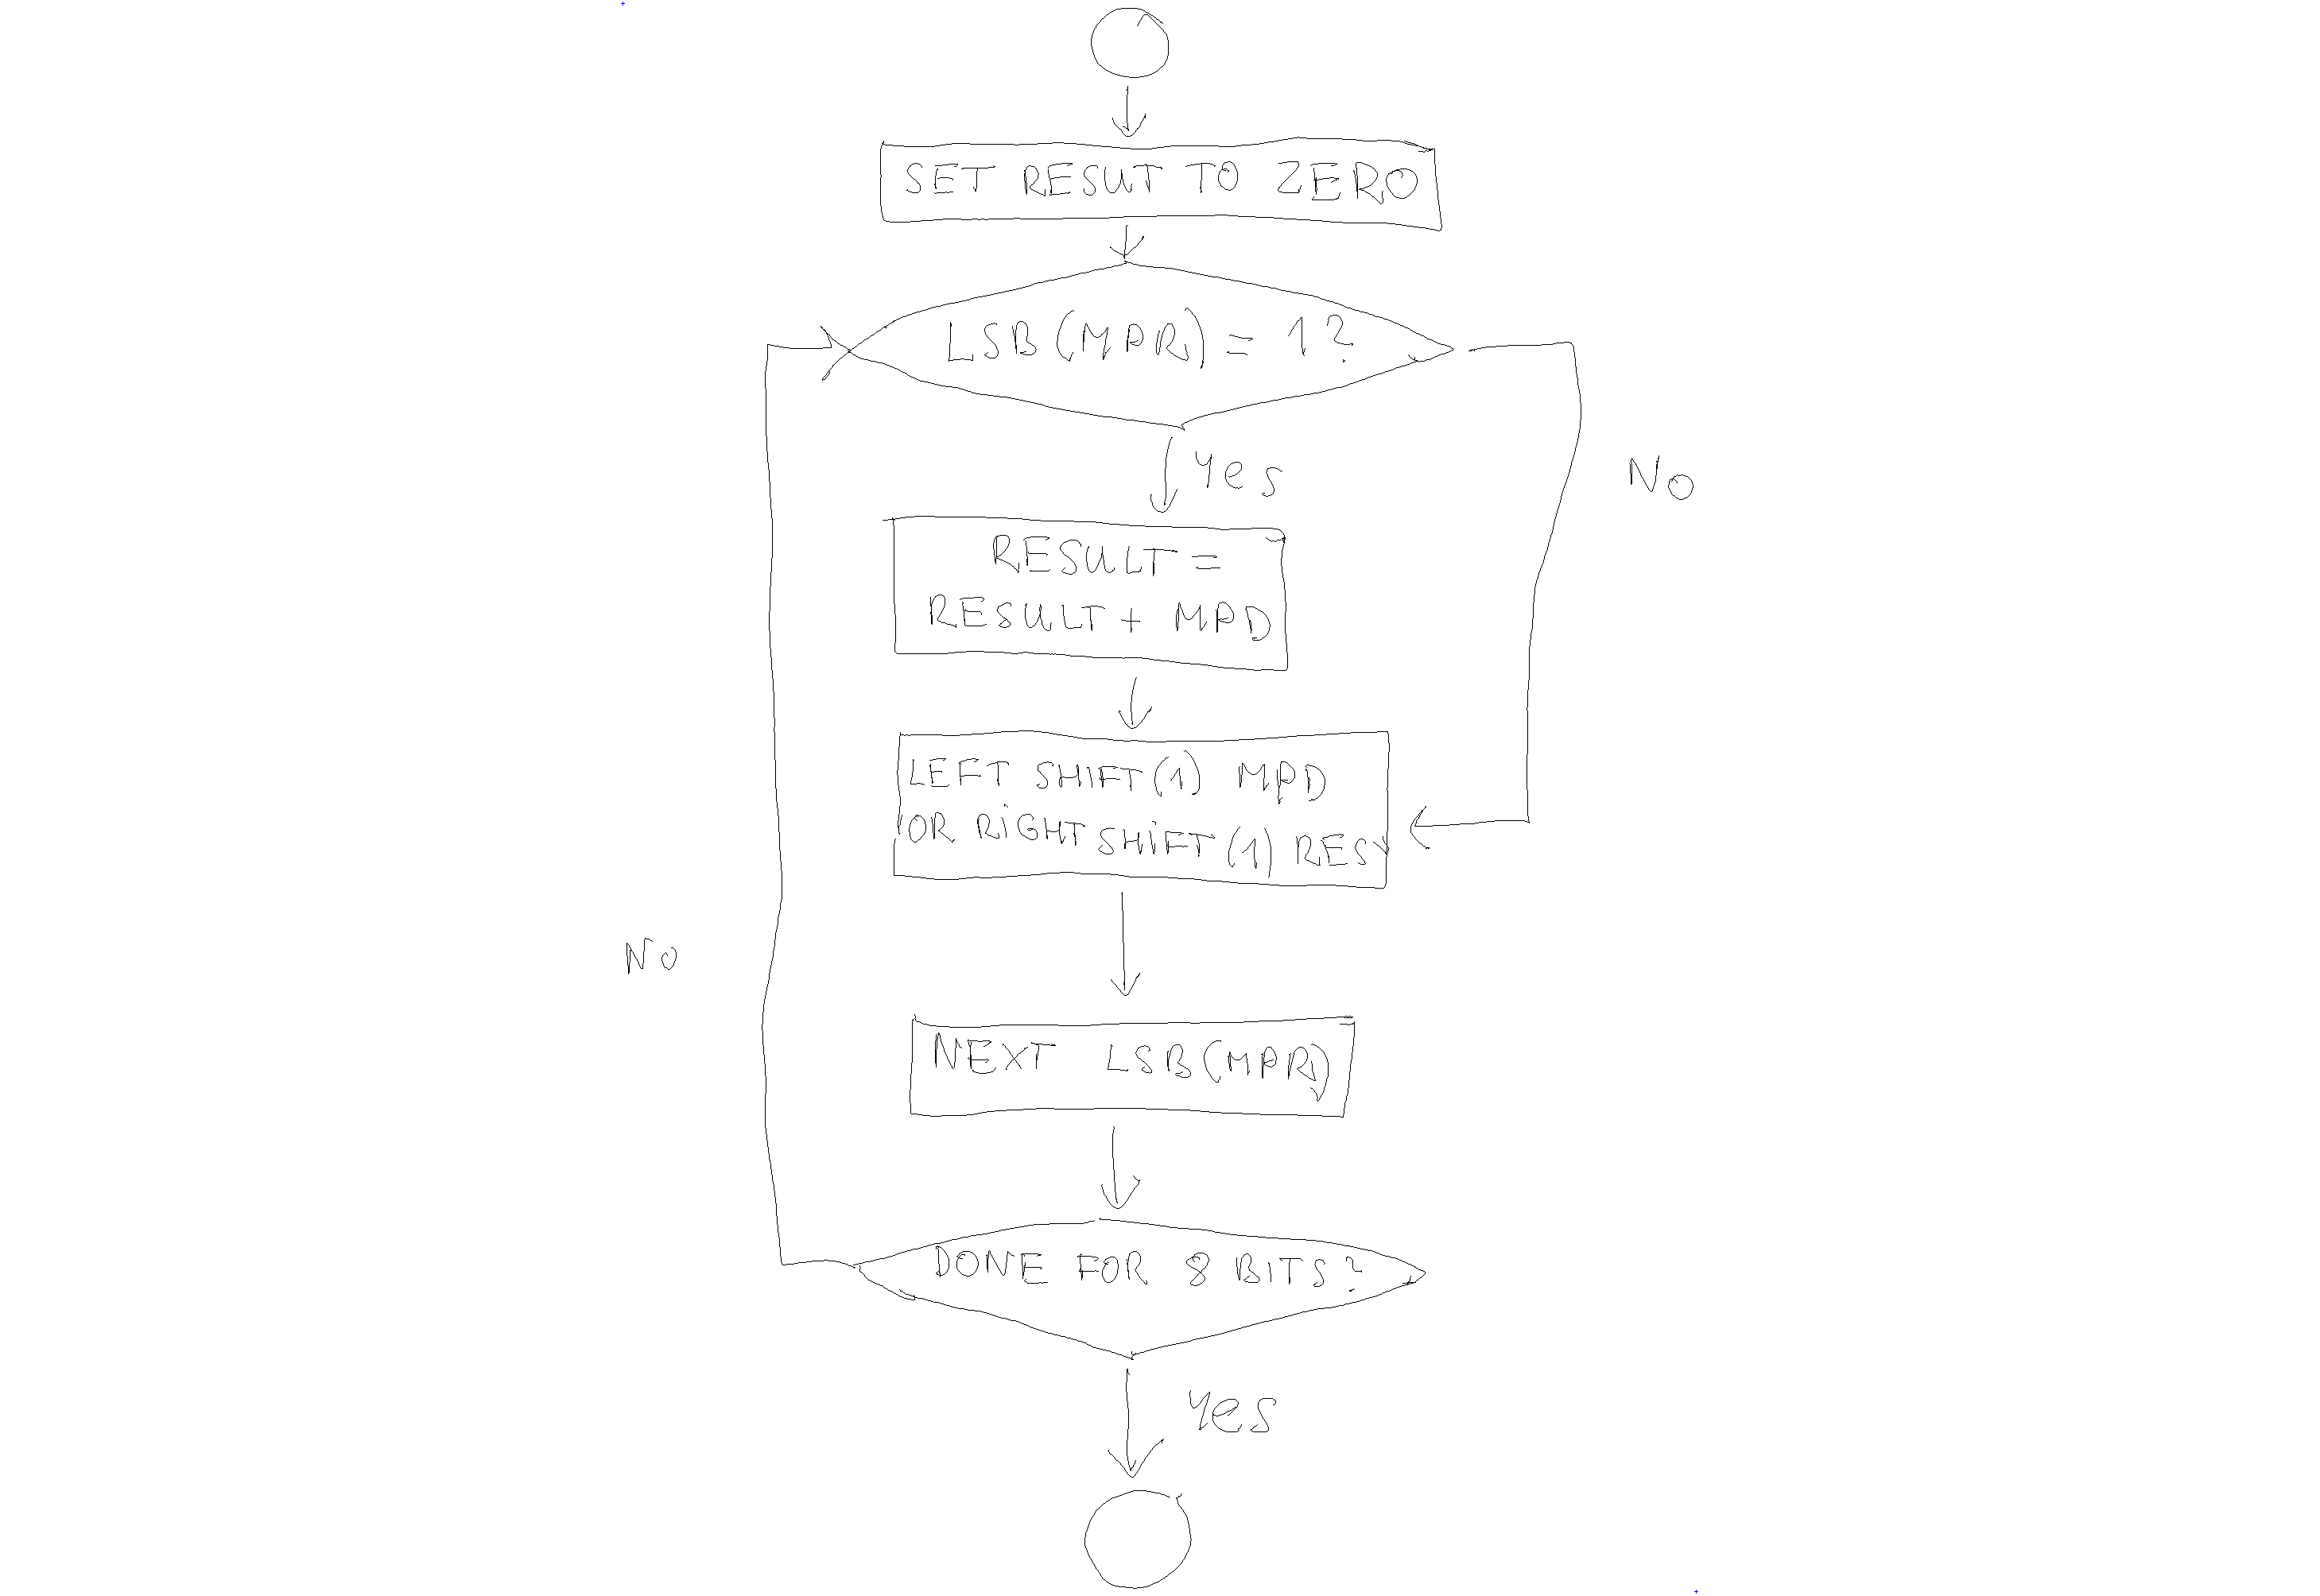 SET RESUT TO ZERO
LSB(MPR) = 1?
Yes
No
RESULT =
RESULT + MPD
LEFT SHIFT(1) MPD
OR RIGHT SHIFT(1) RES
No
NEXT LSB(MPR)
DONE FOR 8 BITS?
Yes